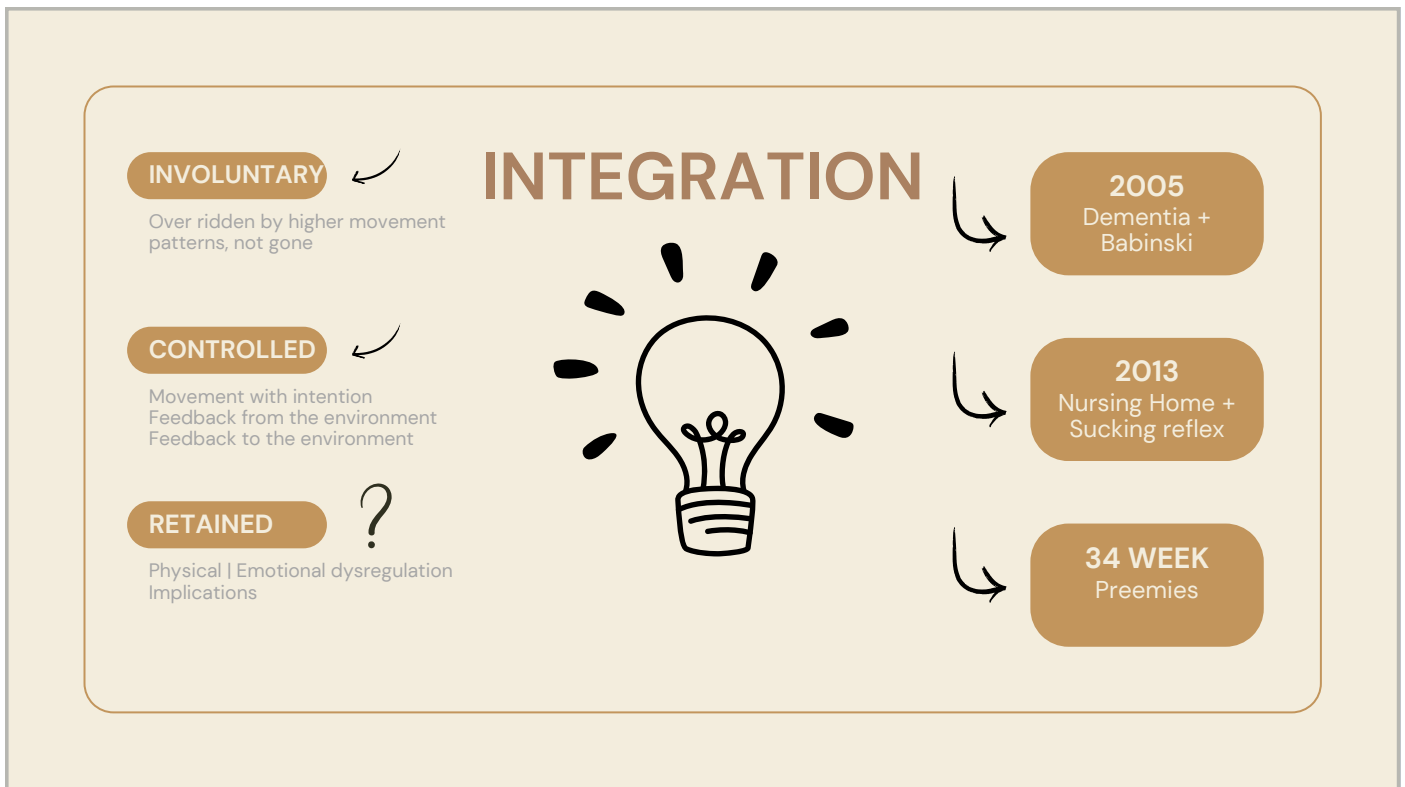 INTEGRATION
INVOLUNTARY
Over ridden by higher movement
patterns, not gone
CONTROLLED
Movement with intention
Feedback from the environment
Feedback to the environment
RETAINED
?
Physical | Emotional dysregulation
Implications
2005
Dementia +
Babinski
2013
Nursing Home +
Sucking reflex
34 WEEK
Preemies